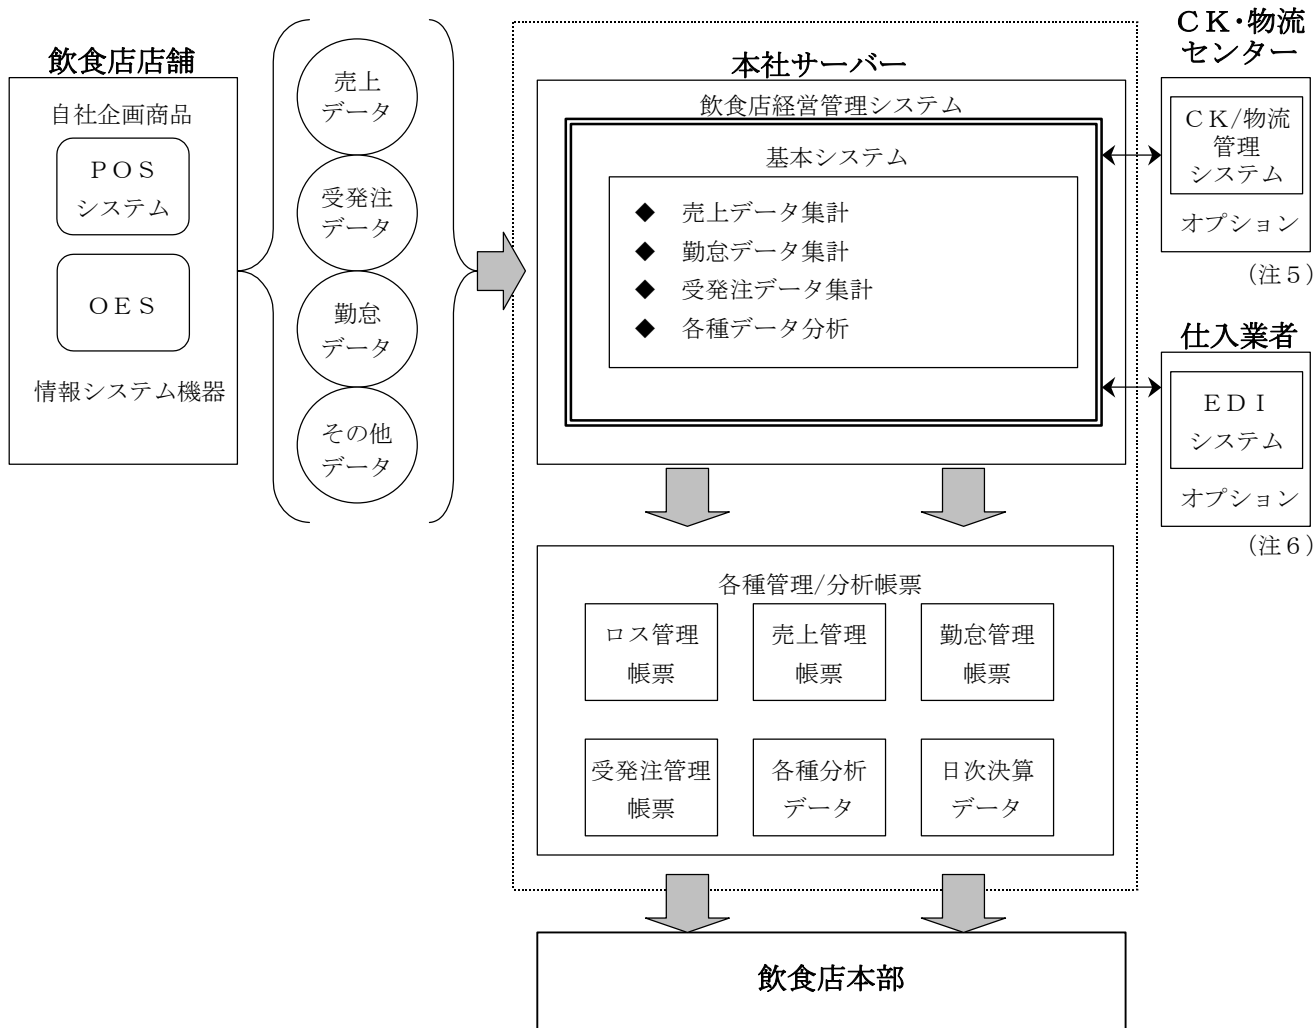 飲食店店舗
自社企画商品
ＰＯＳ
システム
ＯＥＳ
情報システム機器
売上
データ
受発注
データ
勤怠
データ
その他
データ
本社サーバー
飲食店経営管理システム
基本システム
◆ 売上データ集計
◆ 勤怠データ集計
◆ 受発注データ集計
◆ 各種データ分析
ＣＫ・物流
センター
ＣＫ/物流
管理
システム
オプション
（注５）
仕入業者
ＥＤＩ
システム
オプション
（注６）
各種管理/分析帳票
ロス管理
帳票
売上管理
帳票
勤怠管理
帳票
受発注管理
帳票
各種分析
データ
日次決算
データ
飲食店本部